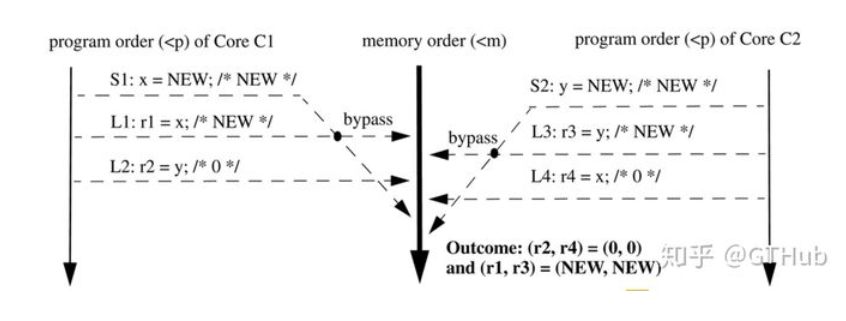 program order (<p) of Core C1
memory order (<m)
program order (<p) of Core C2
S1: x = NEW; /* NEW */
L1: r1 = x; /* NEW */
L2: r2 = y; /* 0 */
bypass
bypass
S2: y = NEW; /* NEW */
L3: r3 = y; /* NEW */
L4: r4 = x; /* 0 */
Outcome: (r2, r4) = (0, 0)
and (r1, r3) = (NEW, NEW)
知乎 @GTHub